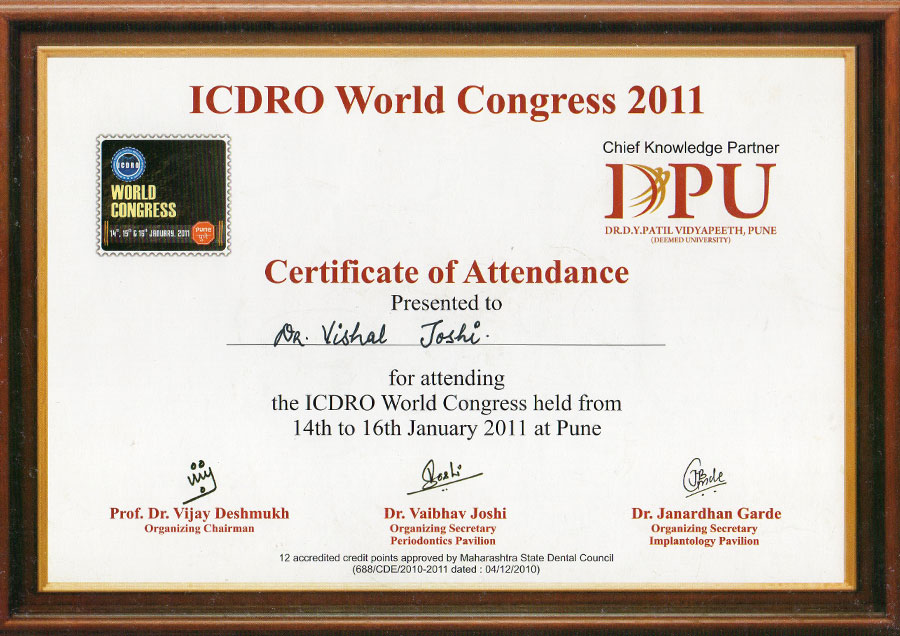 ICDRO World Congress 2011
ICDRO
WORLD
CONGRESS
14th, 15th & 16th JANUARY, 2011
PUNE
पुणे
Chief Knowledge Partner
DPU
DR.D.Y.PATIL VIDYAPEETH, PUNE
(DEEMED UNIVERSITY)
Certificate of Attendance
Presented to
DR. Vishal Joshi.
for attending
the ICDRO World Congress held from
14th to 16th January 2011 at Pune
Joshi
Prof. Dr. Vijay Deshmukh
Organizing Chairman
Dr. Vaibhav Joshi
Organizing Secretary
Periodontics Pavilion
Dr. Janardhan Garde
Organizing Secretary
Implantology Pavilion
12 accredited credit points approved by Maharashtra State Dental Council
(688/CDE/2010-2011 dated : 04/12/2010)